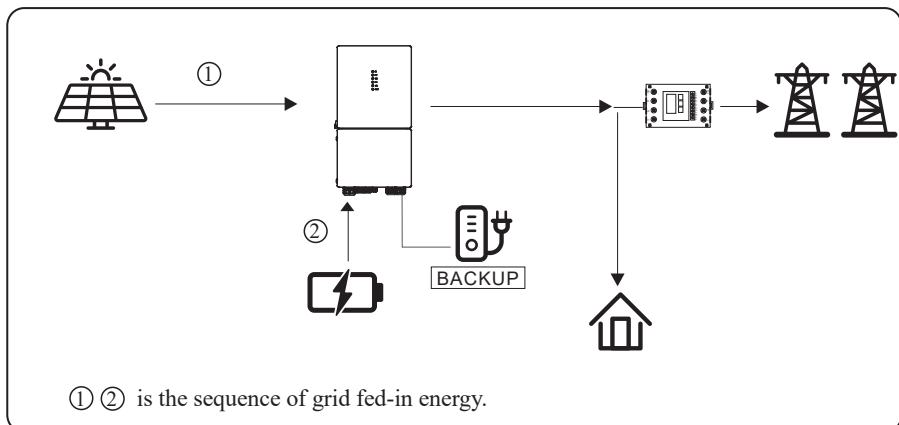 ①
②
BACKUP
① ② is the sequence of grid fed-in energy.